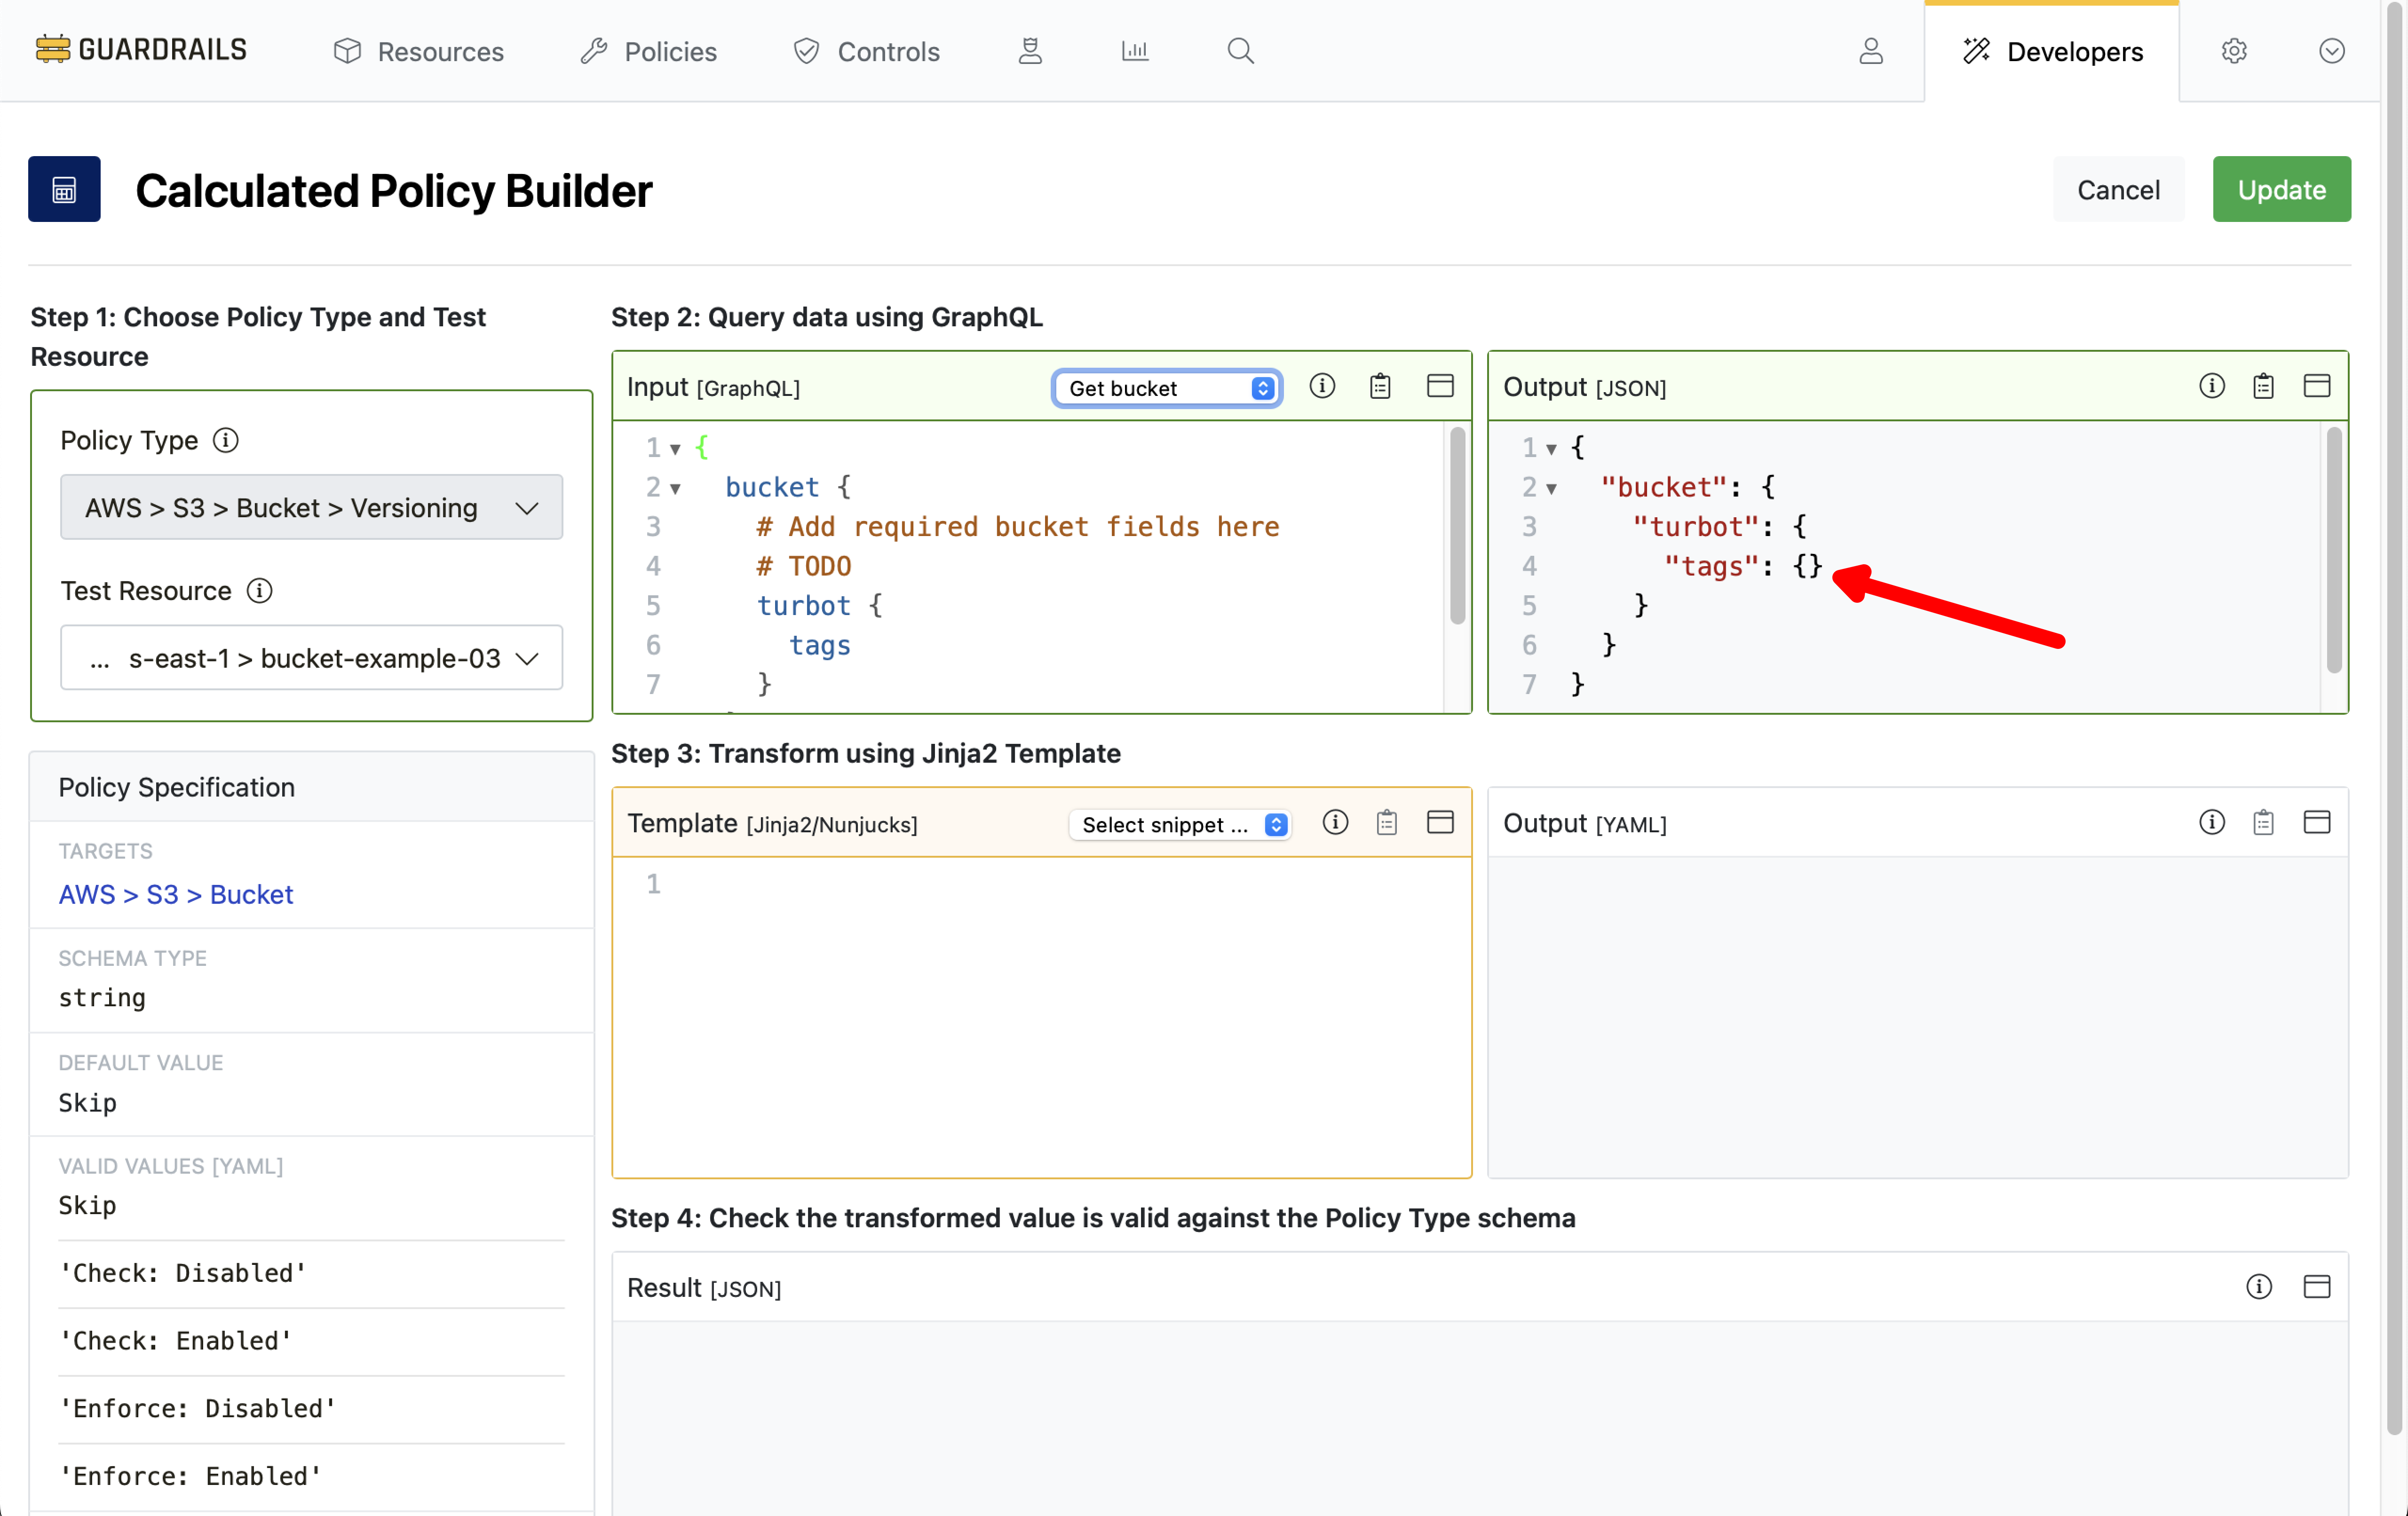 GUARDRAILS
Resources
Policies
Controls
Developers
Calculated Policy Builder
Cancel
Update
Step 1: Choose Policy Type and Test
Resource
Policy Type
AWS > S3 > Bucket > Versioning
Test Resource
... s-east-1 > bucket-example-03
Policy Specification
TARGETS
AWS > S3 > Bucket
SCHEMA TYPE
string
DEFAULT VALUE
Skip
VALID VALUES [YAML]
Skip
'Check: Disabled'
'Check: Enabled'
'Enforce: Disabled'
'Enforce: Enabled'
Step 2: Query data using GraphQL
Input [GraphQL]
Get bucket
1 {
2 bucket {
3 # Add required bucket fields here
4 # TODO
5 turbot {
6 tags
7 }
Output [JSON]
1 {
2 "bucket": {
3 "turbot": {
4 "tags": {}
5 }
6 }
7 }
Step 3: Transform using Jinja2 Template
Template [Jinja2/Nunjucks]
Select snippet ...
1
Output [YAML]
Step 4: Check the transformed value is valid against the Policy Type schema
Result [JSON]